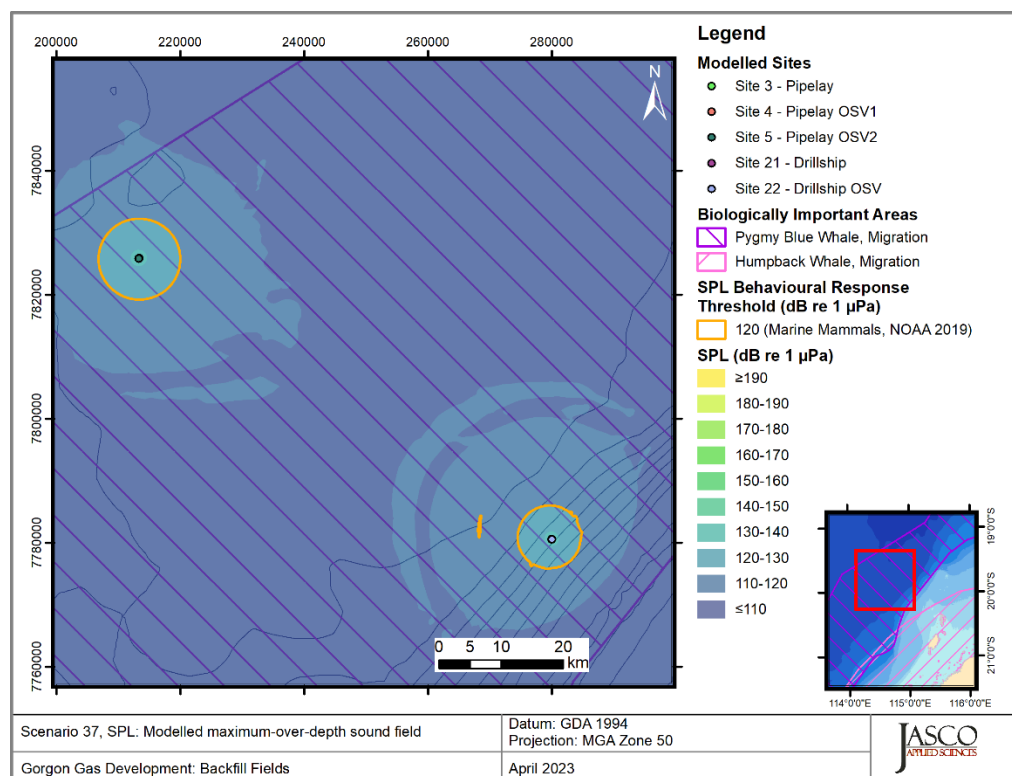 200000 220000 240000 260000 280000
7840000
7820000
7800000
7780000
7760000
N
0 5 10 20
km
Legend
Modelled Sites
Site 3 - Pipelay
Site 4 - Pipelay OSV1
Site 5 - Pipelay OSV2
Site 21 - Drillship
Site 22 - Drillship OSV
Biologically Important Areas
Pygmy Blue Whale, Migration
Humpback Whale, Migration
SPL Behavioural Response
Threshold (dB re 1 µPa)
120 (Marine Mammals, NOAA 2019)
SPL (dB re 1 µPa)
≥190
180-190
170-180
160-170
150-160
140-150
130-140
120-130
110-120
≤110
19°0'0"S
20°0'0"S
21°0'0"S
114°0'0"E 115°0'0"E 116°0'0"E
Scenario 37, SPL: Modelled maximum-over-depth sound field
Datum: GDA 1994
Projection: MGA Zone 50
Gorgon Gas Development: Backfill Fields
April 2023
JASCO
APPLIED SCIENCES